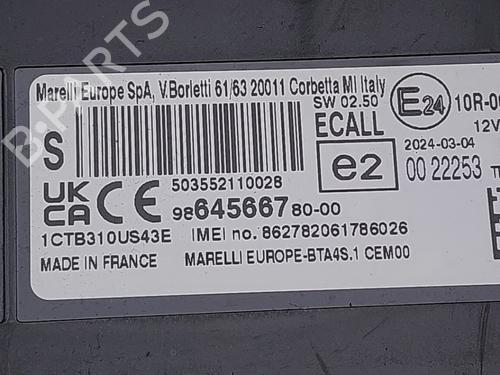 Marelli Europe SpA, V.Borletti 61/63 20011 Corbetta MI Italy
SW 02.50
E24
10R-0
ECALL
12V
2024-03-04
S
e2
00 22253
503552110028
UK
CA
CE
98645667 80-00
1CTB310US43E
IMEI no. 862782061786026
MADE IN FRANCE
MARELLI EUROPE-BTA4S.1 CEM00